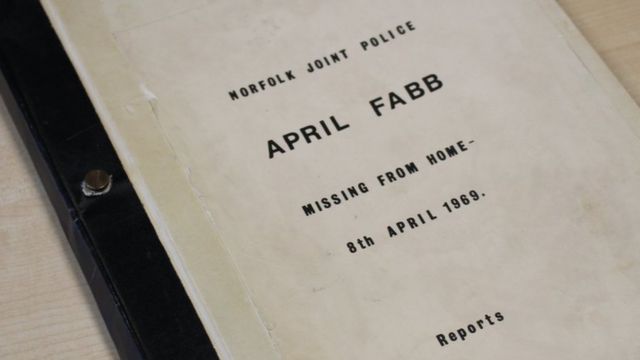 NORFOLK JOINT POLICE
APRIL FABB
MISSING FROM HOME-
8th APRIL 1969.
Reports